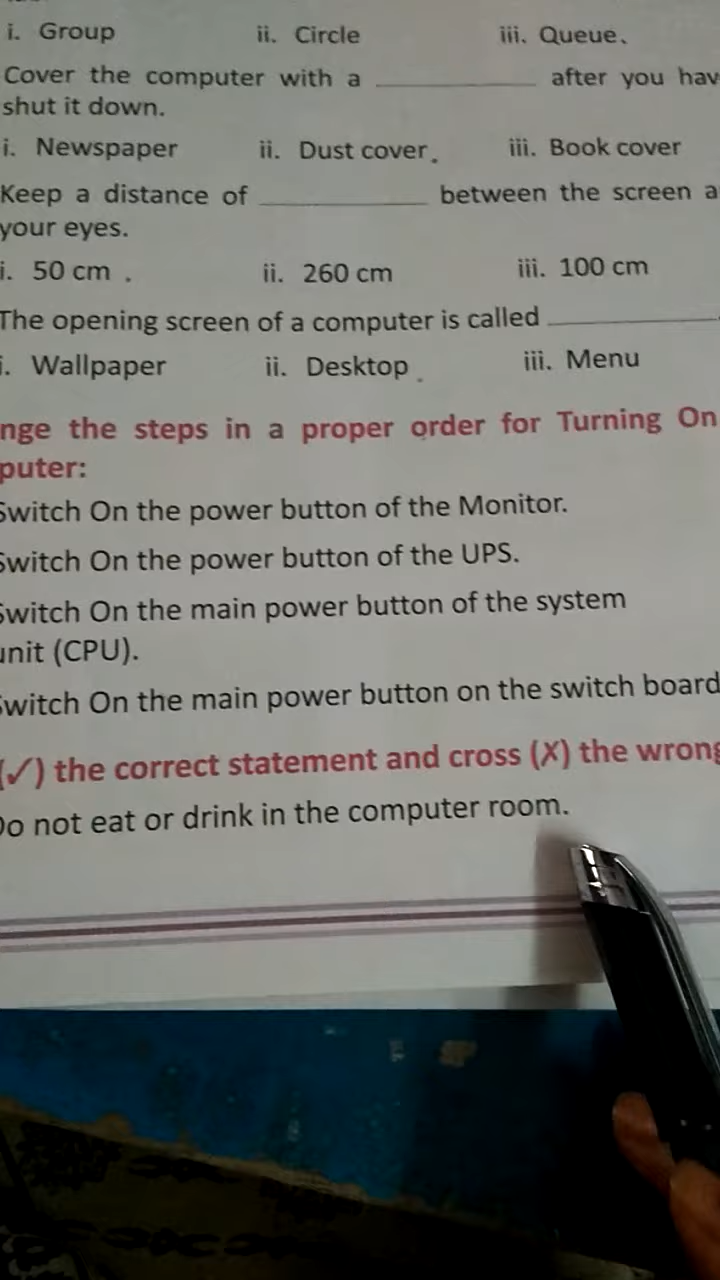 i. Group ii. Circle iii. Queue.
Cover the computer with a __________ after you hav
shut it down.
i. Newspaper ii. Dust cover. iii. Book cover
Keep a distance of __________ between the screen a
your eyes.
i. 50 cm . ii. 260 cm iii. 100 cm
The opening screen of a computer is called __________
i. Wallpaper ii. Desktop . iii. Menu
nge the steps in a proper order for Turning On
puter:
Switch On the power button of the Monitor.
Switch On the power button of the UPS.
Switch On the main power button of the system
unit (CPU).
Switch On the main power button on the switch board
(✓) the correct statement and cross (X) the wrong
Do not eat or drink in the computer room.